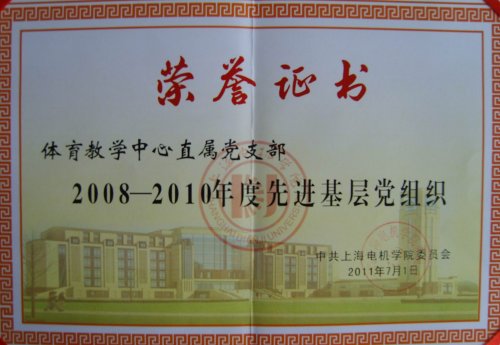 荣誉证书
体育教学中心直属党支部
2008—2010年度先进基层党组织
中共上海电机学院委员会
2011年7月1日